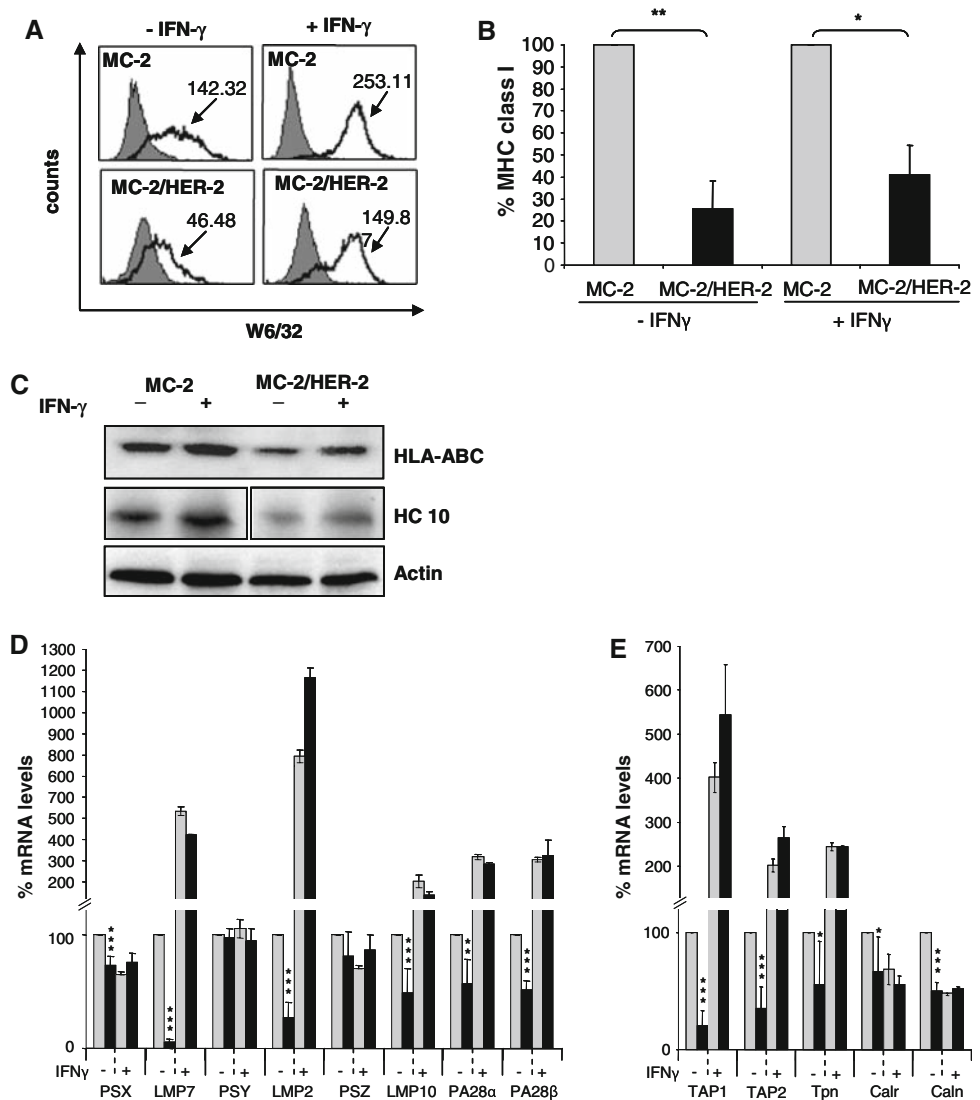 A
- IFN-γ
+ IFN-γ
MC-2
142.32
MC-2
253.11
MC-2/HER-2
46.48
MC-2/HER-2
149.8
7
counts
W6/32
B
**
*
% MHC class I
100
90
80
70
60
50
40
30
20
10
0
MC-2
MC-2/HER-2
MC-2
MC-2/HER-2
- IFNγ
+ IFNγ
C
MC-2
MC-2/HER-2
IFN-γ
–
+
–
+
HLA-ABC
HC 10
Actin
D
% mRNA levels
1300
1200
1100
1000
900
800
700
600
500
400
300
200
100
0
***
***
***
***
***
***
IFNγ
- + - + - + - + - + - + - + - +
PSX LMP7 PSY LMP2 PSZ LMP10 PA28α PA28β
E
% mRNA levels
700
600
500
400
300
200
100
0
***
***
*
*
***
IFNγ
- + - + - + - + - +
TAP1 TAP2 Tpn Calr Caln